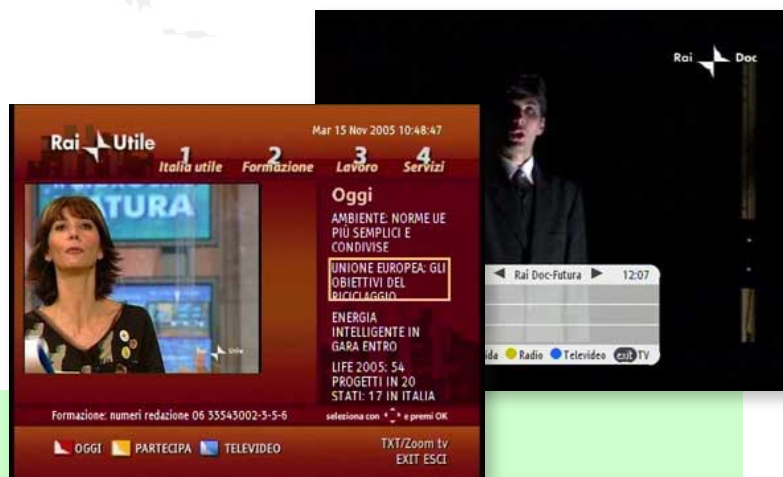 Rai Doc
Rai Utile
Mar 15 Nov 2005 10:48:47
1 2 3 4
Italia utile Formazione Lavoro Servizi
TURA
Oggi
AMBIENTE: NORME UE
PIÙ SEMPLICI E
CONDIVISE
UNIONE EUROPEA: GLI
OBIETTIVI DEL
RICICLAGGIO
ENERGIA
INTELLIGENTE IN
GARA ENTRO
LIFE 2005: 54
PROGETTI IN 20
STATI: 17 IN ITALIA
Rai Utile
Formazione: numeri redazione 06 33543002-3-5-6
seleziona con e premi OK
OGGI PARTECIPA TELEVIDEO
TXT/Zoom tv
EXIT ESCI
Rai Doc-Futura 12:07
ida Radio Televideo exit TV